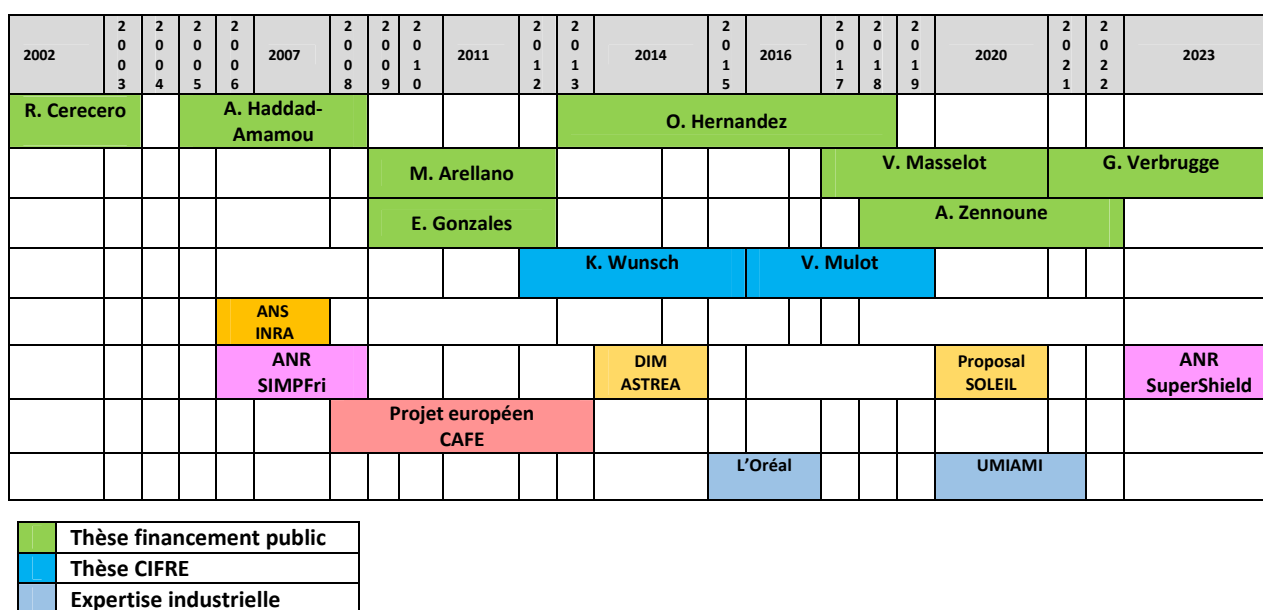 2002 2003 2004 2005 2006 2007 2008 2009 2010 2011 2012 2013 2014 2015 2016 2017 2018 2019 2020 2021 2022 2023
R. Cerecero A. Haddad- O. Hernandez
Amamou
M. Arellano V. Masselot G. Verbrugge
E. Gonzales A. Zennoune
K. Wunsch V. Mulot
ANS
INRA
ANR DIM Proposal ANR
SIMPFri ASTREA SOLEIL SuperShield
Projet européen
CAFE
L'Oréal UMIAMI
Thèse financement public
Thèse CIFRE
Expertise industrielle